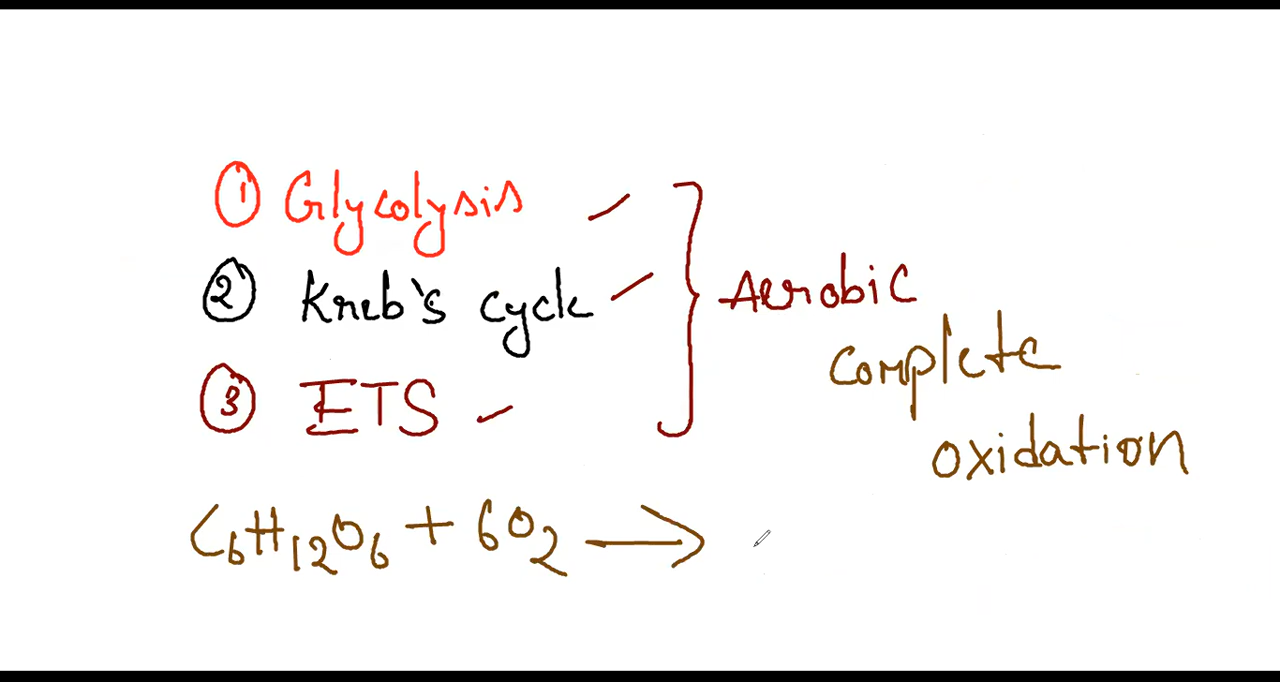 ① Glycolysis
② Kreb's cycle
③ ETS
Aerobic
complete
oxidation
C6H12O6 + 6O2 →